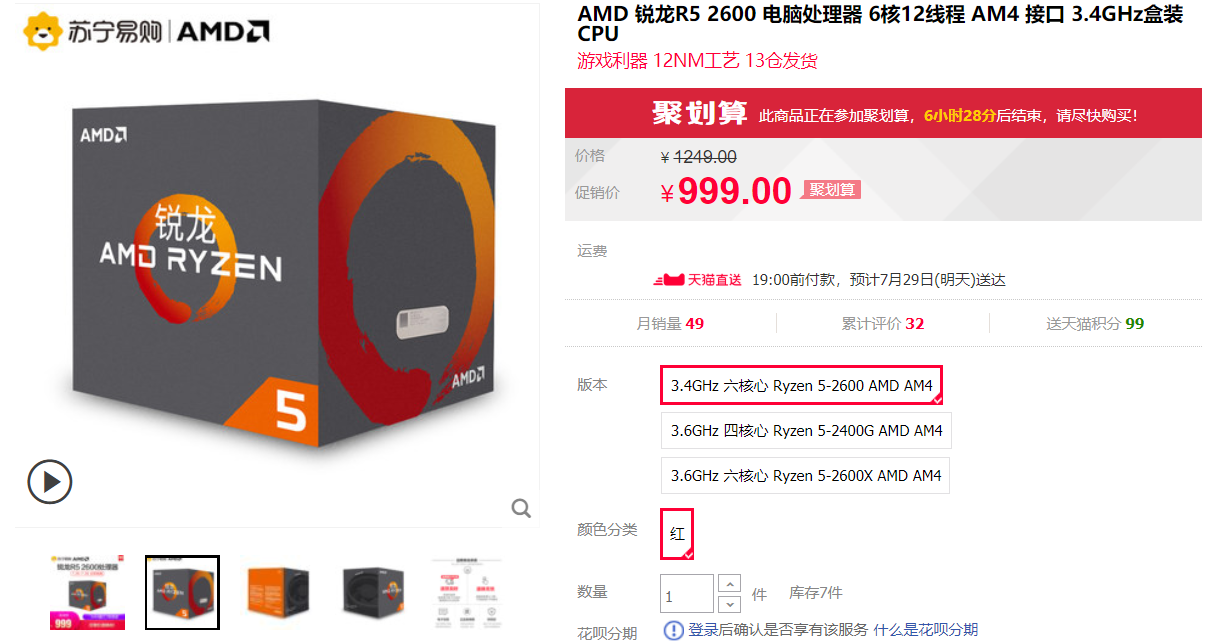 苏宁易购 AMD
AMD
锐龙
AMD RYZEN
5
AMD
AMD 锐龙R5 2600 电脑处理器 6核12线程 AM4 接口 3.4GHz盒装
CPU
游戏利器 12NM工艺 13仓发货
聚划算 此商品正在参加聚划算，6小时28分后结束，请尽快购买！
价格 ¥ 1249.00
促销价 ¥ 999.00 聚划算
运费
天猫直送 19:00前付款，预计7月29日(明天)送达
月销量 49 累计评价 32 送天猫积分 99
版本 3.4GHz 六核心 Ryzen 5-2600 AMD AM4
3.6GHz 四核心 Ryzen 5-2400G AMD AM4
3.6GHz 六核心 Ryzen 5-2600X AMD AM4
颜色分类 红
数量 1 件 库存7件
花呗分期 登录后确认是否享有该服务 什么是花呗分期
锐龙R5 2600处理器
999